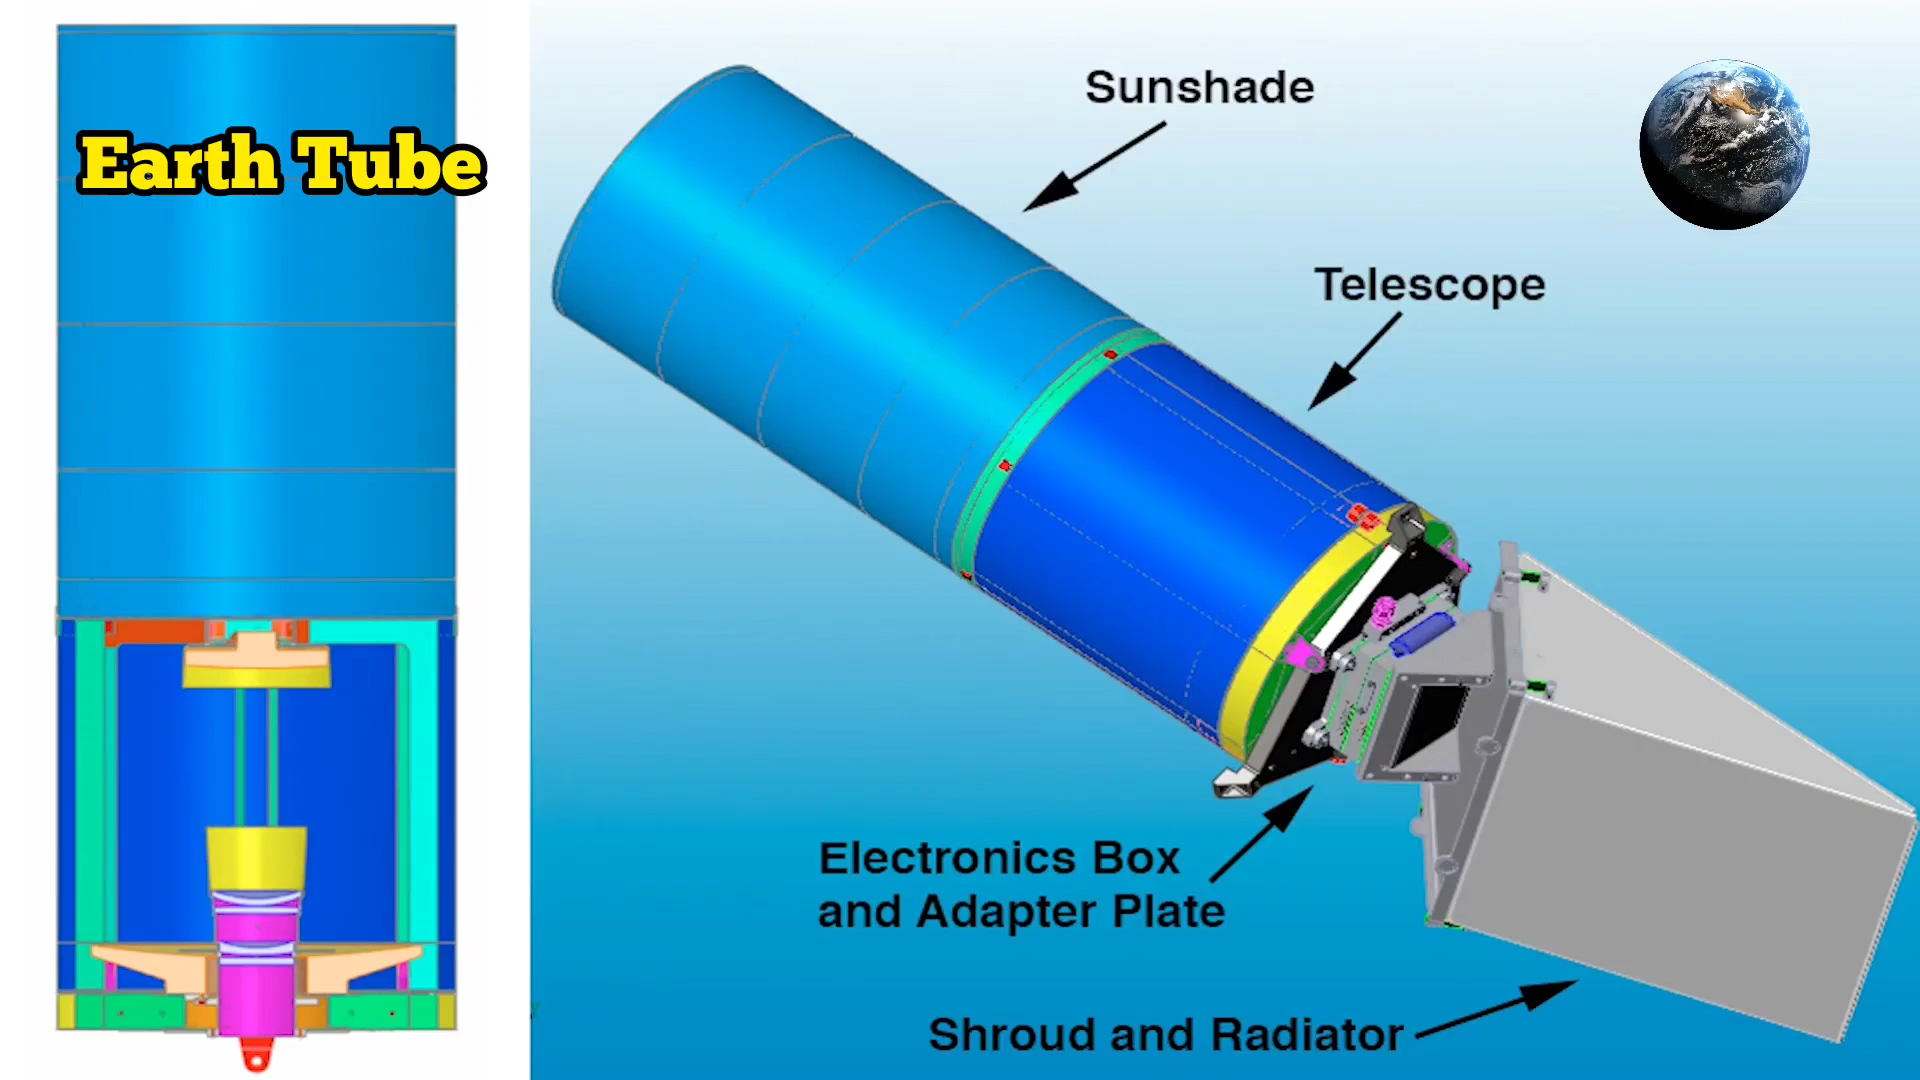 Earth Tube
Sunshade
Telescope
Electronics Box
and Adapter Plate
Shroud and Radiator